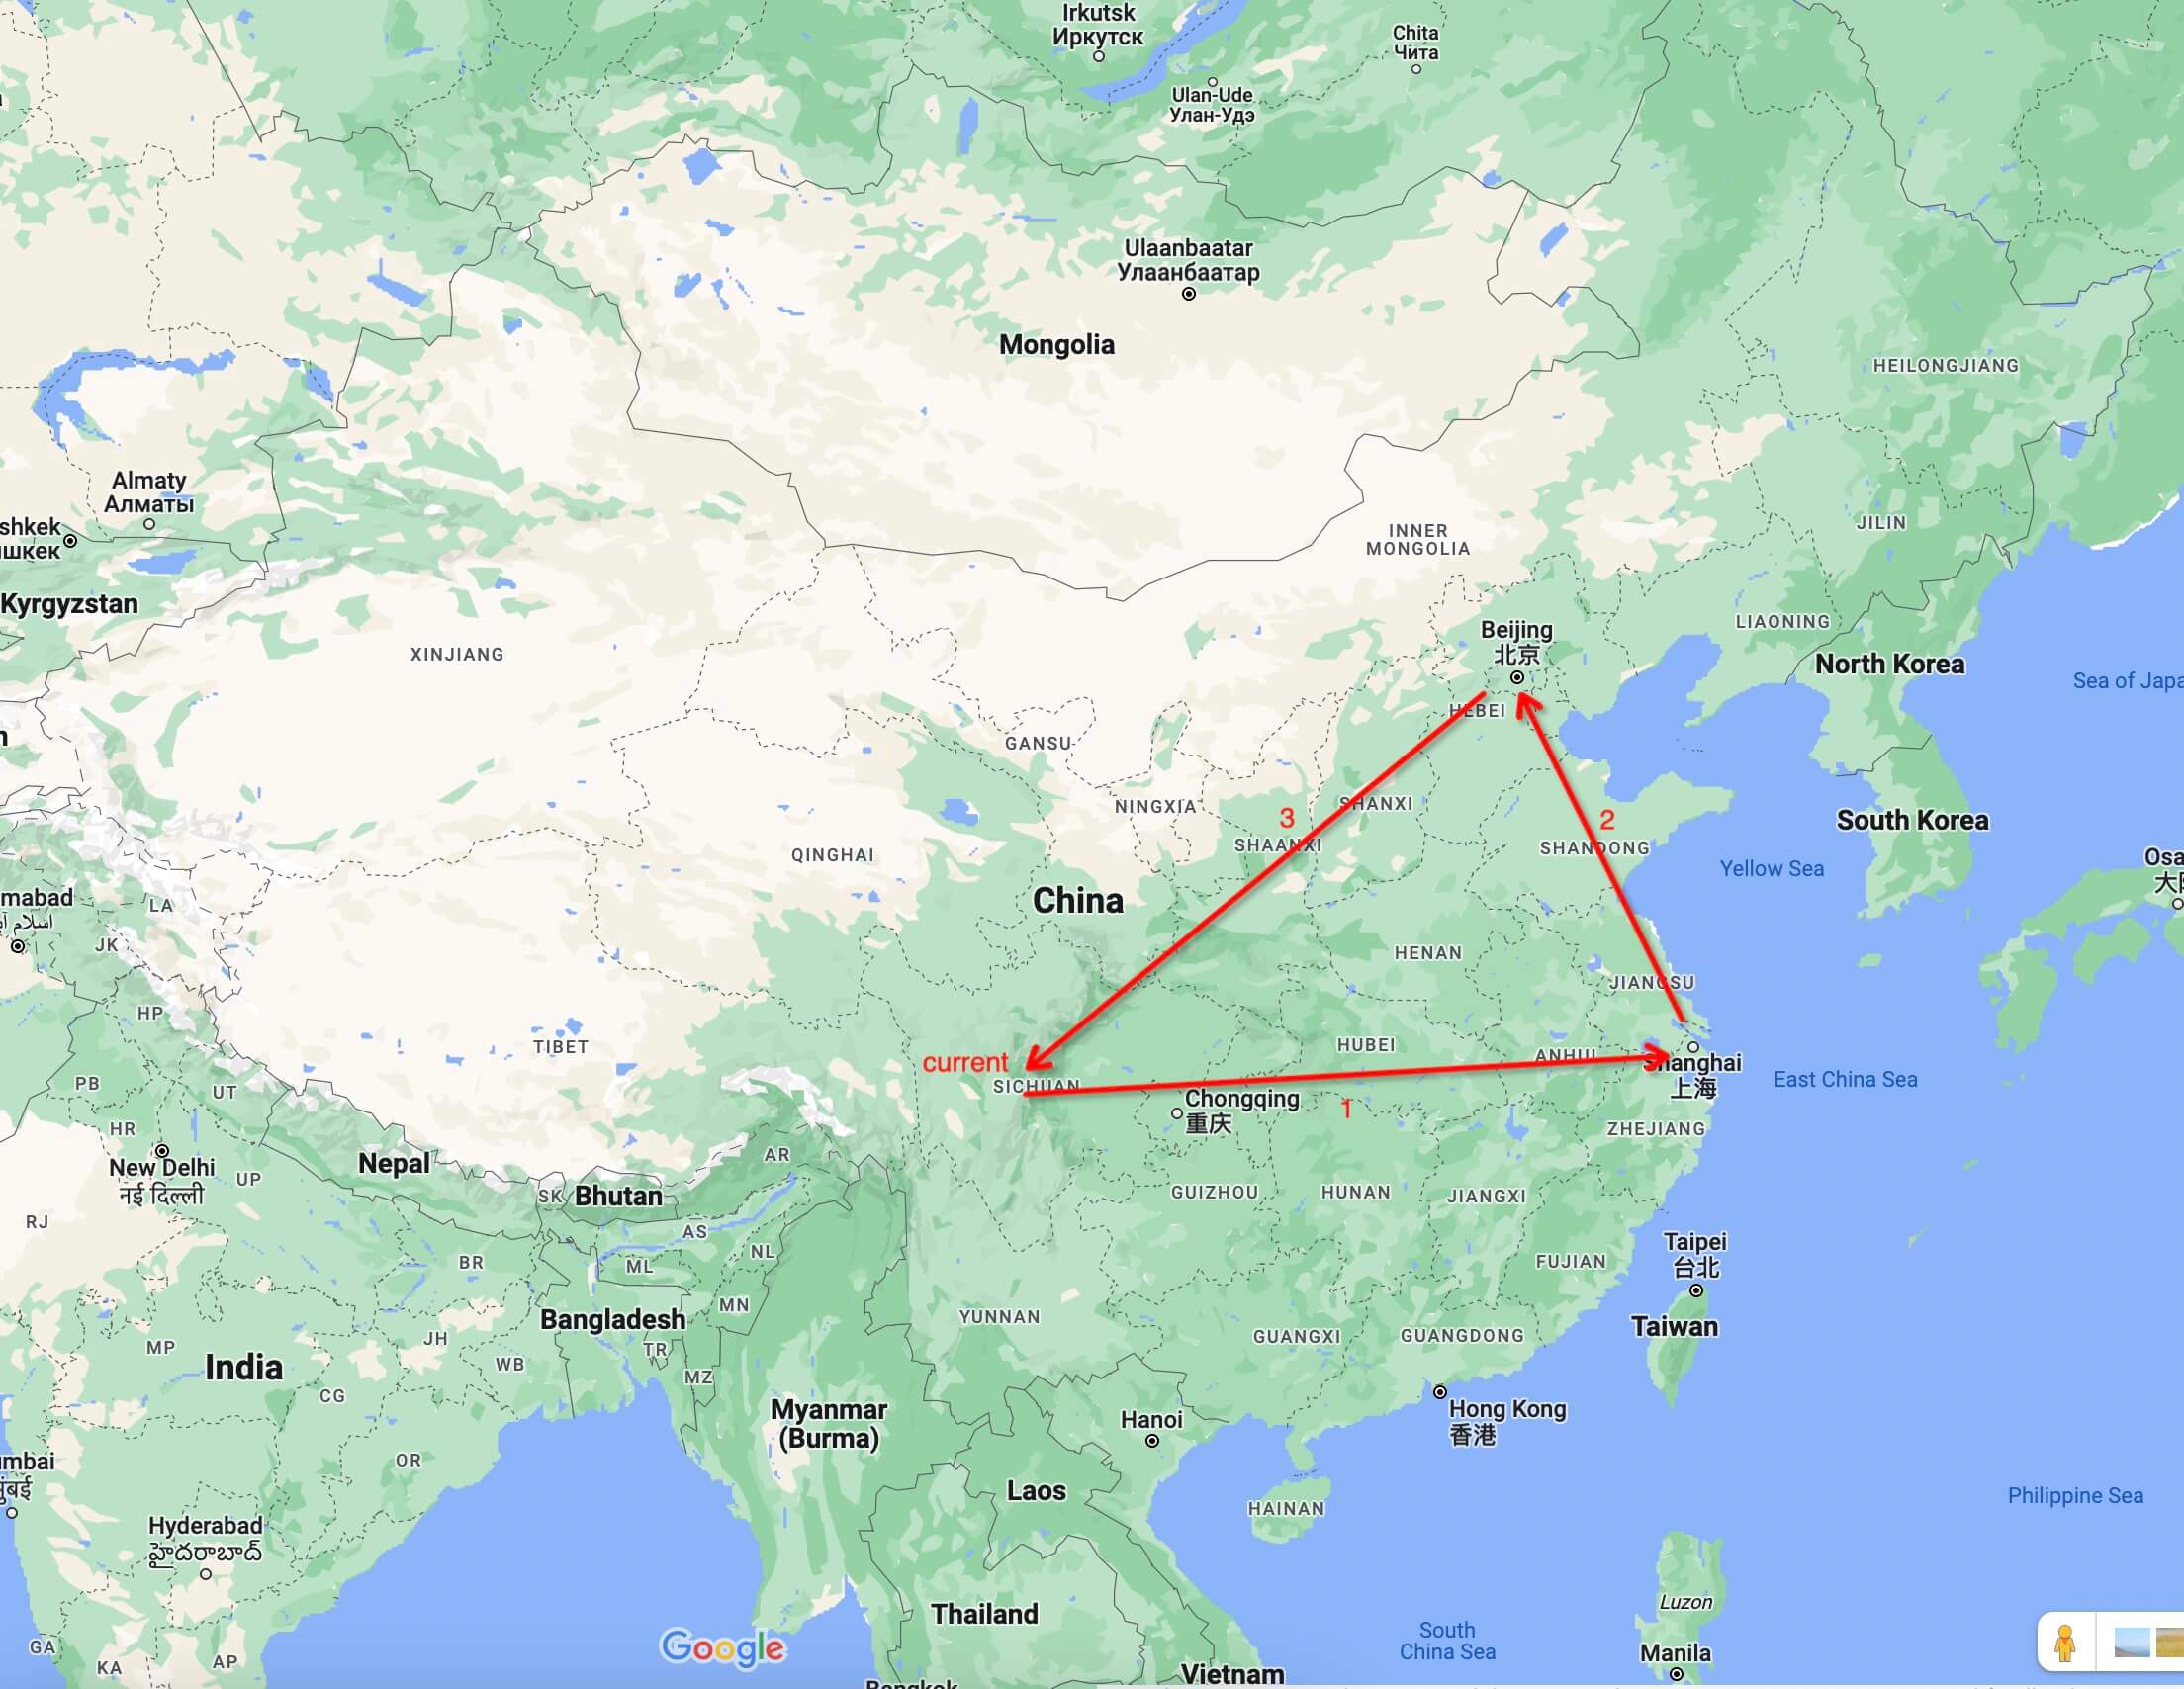 Irkutsk
Иркутск
Chita
Чита
Ulan-Ude
Улан-Удэ
Ulaanbaatar
Улаанбаатар
Mongolia
HEILONGJIANG
Almaty
Алматы
shkek
шкек
INNER
MONGOLIA
JILIN
Kyrgyzstan
XINJIANG
Beijing
北京
LIAONING
North Korea
Sea of Japa
HEBEI
GANSU
NINGXIA
SHANXI
3
2
SHAANXI
SHANDONG
South Korea
QINGHAI
Yellow Sea
Osa
China
mabad
LA
JK
HENAN
JIANGSU
HP
TIBET
HUBEI
ANHUI
current
SICHUAN
Shanghai
上海
East China Sea
PB
UT
Chongqing
重庆
1
HR
ZHEJIANG
New Delhi
नई दिल्ली
UP
Nepal
AR
SK
Bhutan
GUIZHOU
HUNAN
JIANGXI
RJ
AS
NL
BR
ML
FUJIAN
Taipei
台北
MN
Bangladesh
YUNNAN
Taiwan
MP
JH
TR
GUANGXI
GUANGDONG
India
WB
MZ
CG
Myanmar
(Burma)
Hanoi
Hong Kong
香港
OR
mbai
Laos
HAINAN
Philippine Sea
Hyderabad
హైదరాబాద్
Luzon
Thailand
South
China Sea
Google
GA
KA
AP
Manila
Vietnam
Bangkok